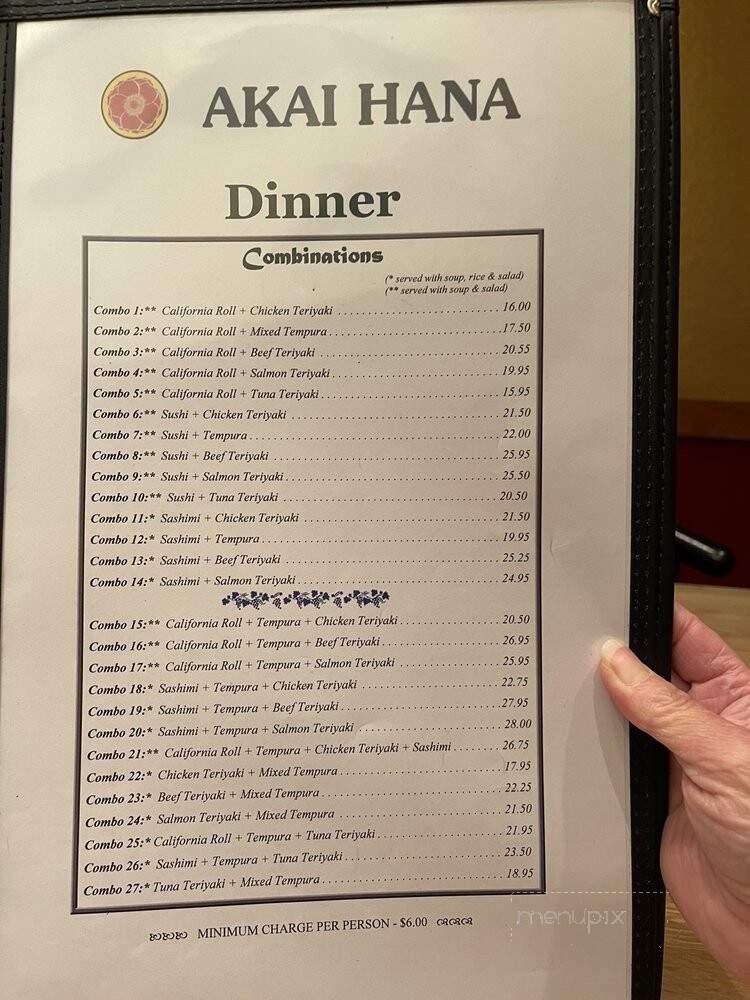 AKAI HANA
Dinner
Combinations
(* served with soup, rice & salad)
(** served with soup & salad)
Combo 1:** California Roll + Chicken Teriyaki 16.00
Combo 2:** California Roll + Mixed Tempura 17.50
Combo 3:** California Roll + Beef Teriyaki 20.55
Combo 4:** California Roll + Salmon Teriyaki 19.95
Combo 5:** California Roll + Tuna Teriyaki 15.95
Combo 6:** Sushi + Chicken Teriyaki 21.50
Combo 7:** Sushi + Tempura 22.00
Combo 8:** Sushi + Beef Teriyaki 25.95
Combo 9:** Sushi + Salmon Teriyaki 25.50
Combo 10:** Sushi + Tuna Teriyaki 20.50
Combo 11:* Sashimi + Chicken Teriyaki 21.50
Combo 12:* Sashimi + Tempura 19.95
Combo 13:* Sashimi + Beef Teriyaki 25.25
Combo 14:* Sashimi + Salmon Teriyaki 24.95
Combo 15:** California Roll + Tempura + Chicken Teriyaki 20.50
Combo 16:** California Roll + Tempura + Beef Teriyaki 26.95
Combo 17:** California Roll + Tempura + Salmon Teriyaki 25.95
Combo 18:* Sashimi + Tempura + Chicken Teriyaki 22.75
Combo 19:* Sashimi + Tempura + Beef Teriyaki 27.95
Combo 20:* Sashimi + Tempura + Salmon Teriyaki 28.00
Combo 21:** California Roll + Tempura + Chicken Teriyaki + Sashimi 26.75
Combo 22:* Chicken Teriyaki + Mixed Tempura 17.95
Combo 23:* Beef Teriyaki + Mixed Tempura 22.25
Combo 24:* Salmon Teriyaki + Mixed Tempura 21.50
Combo 25:* California Roll + Tempura + Tuna Teriyaki 21.95
Combo 26:* Sashimi + Tempura + Tuna Teriyaki 23.50
Combo 27:* Tuna Teriyaki + Mixed Tempura 18.95
MINIMUM CHARGE PER PERSON - $6.00
menupix